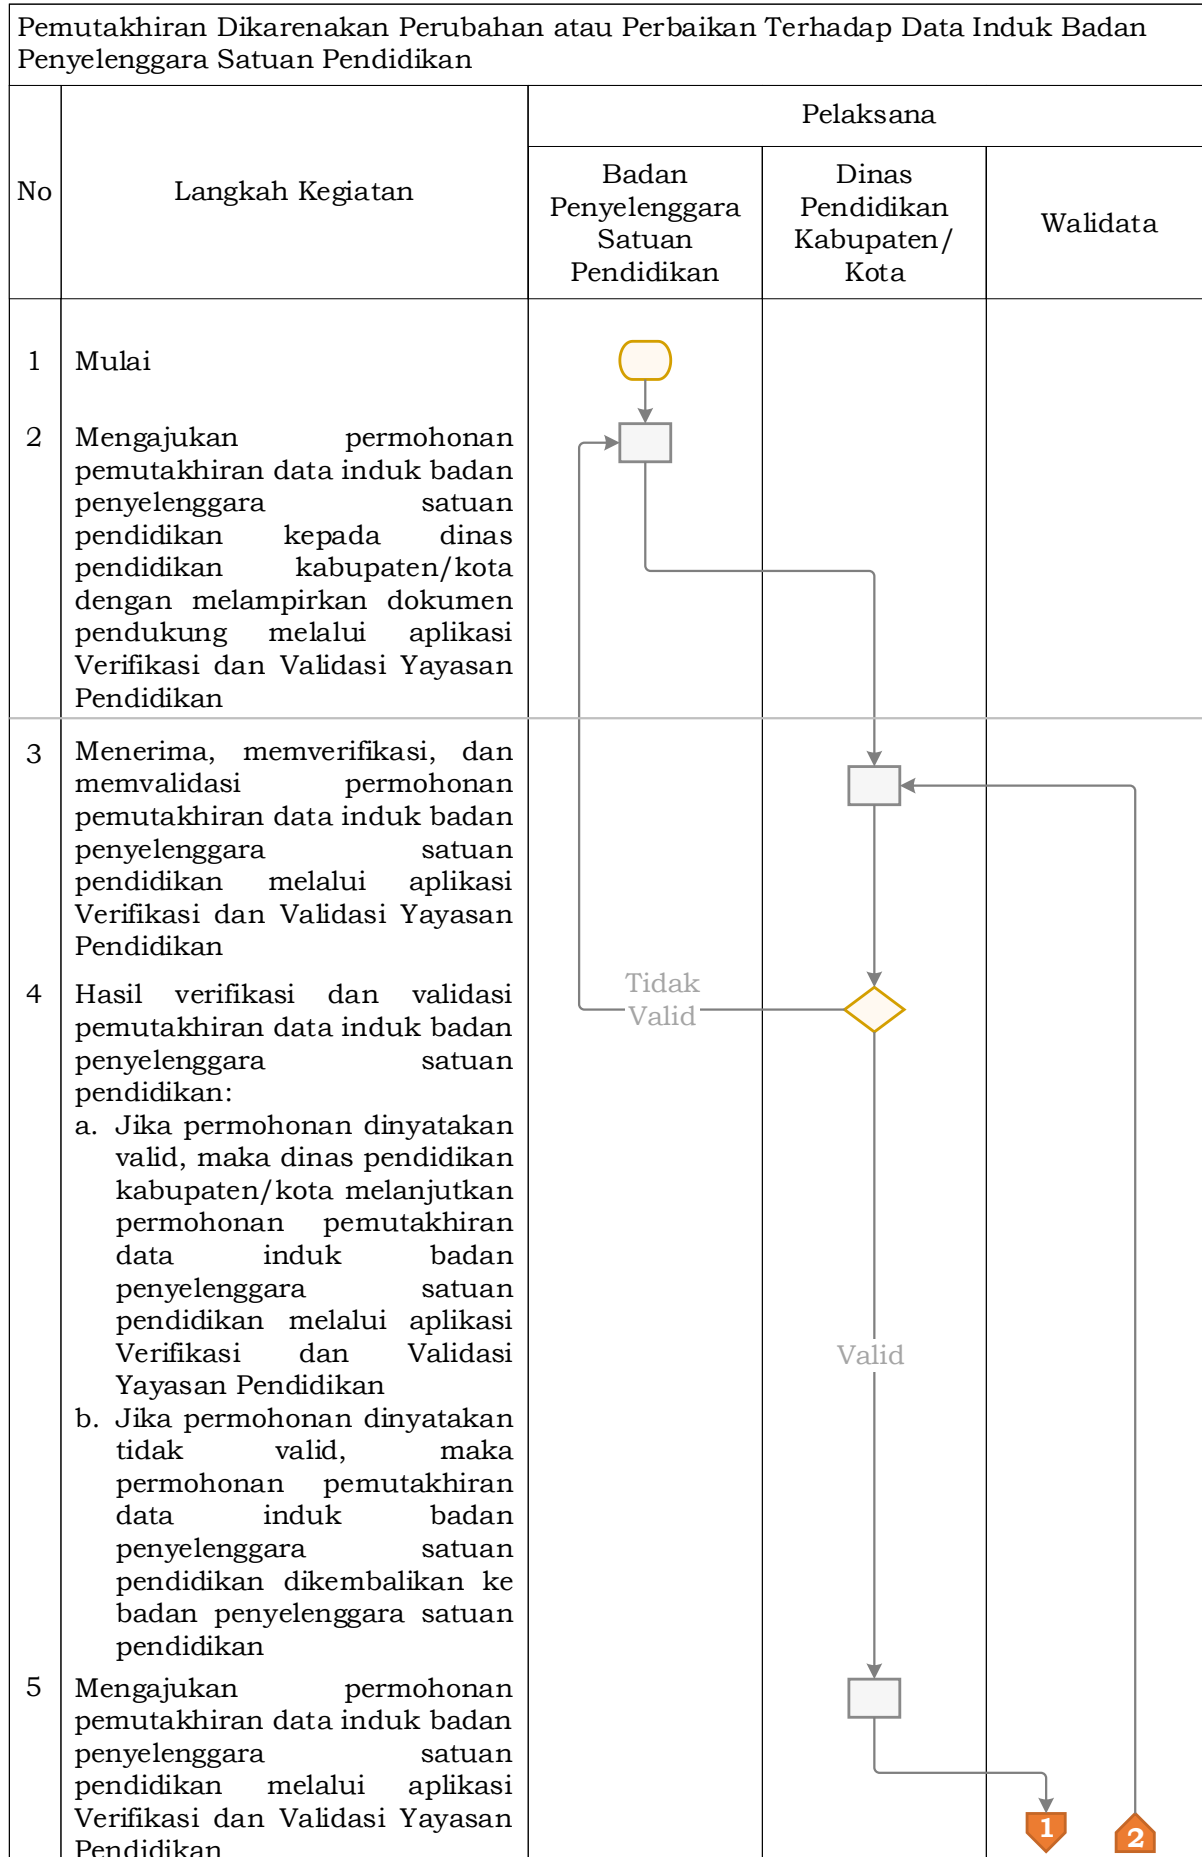 Pemutakhiran Dikarenakan Perubahan atau Perbaikan Terhadap Data Induk Badan
Penyelenggara Satuan Pendidikan
No
Langkah Kegiatan
Pelaksana
Badan
Penyelenggara
Satuan
Pendidikan
Dinas
Pendidikan
Kabupaten/
Kota
Walidata
1 Mulai
2 Mengajukan permohonan
pemutakhiran data induk badan
penyelenggara satuan
pendidikan kepada dinas
pendidikan kabupaten/kota
dengan melampirkan dokumen
pendukung melalui aplikasi
Verifikasi dan Validasi Yayasan
Pendidikan
3 Menerima, memverifikasi, dan
memvalidasi permohonan
pemutakhiran data induk badan
penyelenggara satuan
pendidikan melalui aplikasi
Verifikasi dan Validasi Yayasan
Pendidikan
4 Hasil verifikasi dan validasi
pemutakhiran data induk badan
penyelenggara satuan
pendidikan:
a. Jika permohonan dinyatakan
valid, maka dinas pendidikan
kabupaten/kota melanjutkan
permohonan pemutakhiran
data induk badan
penyelenggara satuan
pendidikan melalui aplikasi
Verifikasi dan Validasi
Yayasan Pendidikan
b. Jika permohonan dinyatakan
tidak valid, maka
permohonan pemutakhiran
data induk badan
penyelenggara satuan
pendidikan dikembalikan ke
badan penyelenggara satuan
pendidikan
Tidak
Valid
Valid
5 Mengajukan permohonan
pemutakhiran data induk badan
penyelenggara satuan
pendidikan melalui aplikasi
Verifikasi dan Validasi Yayasan
Pendidikan
1
2